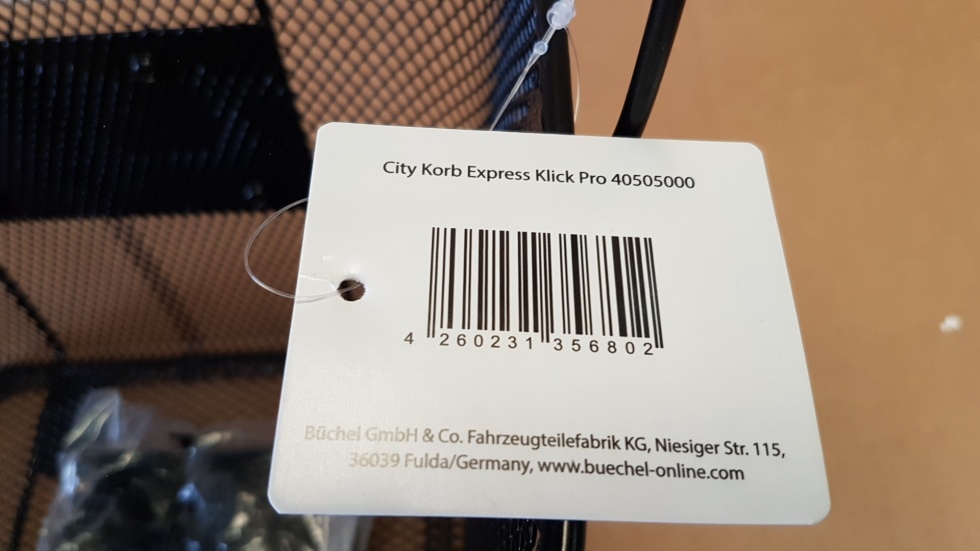 City Korb Express Klick Pro 40505000
4 260231 356802
Büchel GmbH & Co. Fahrzeugteilefabrik KG, Niesiger Str. 115,
36039 Fulda/Germany, www.buechel-online.com